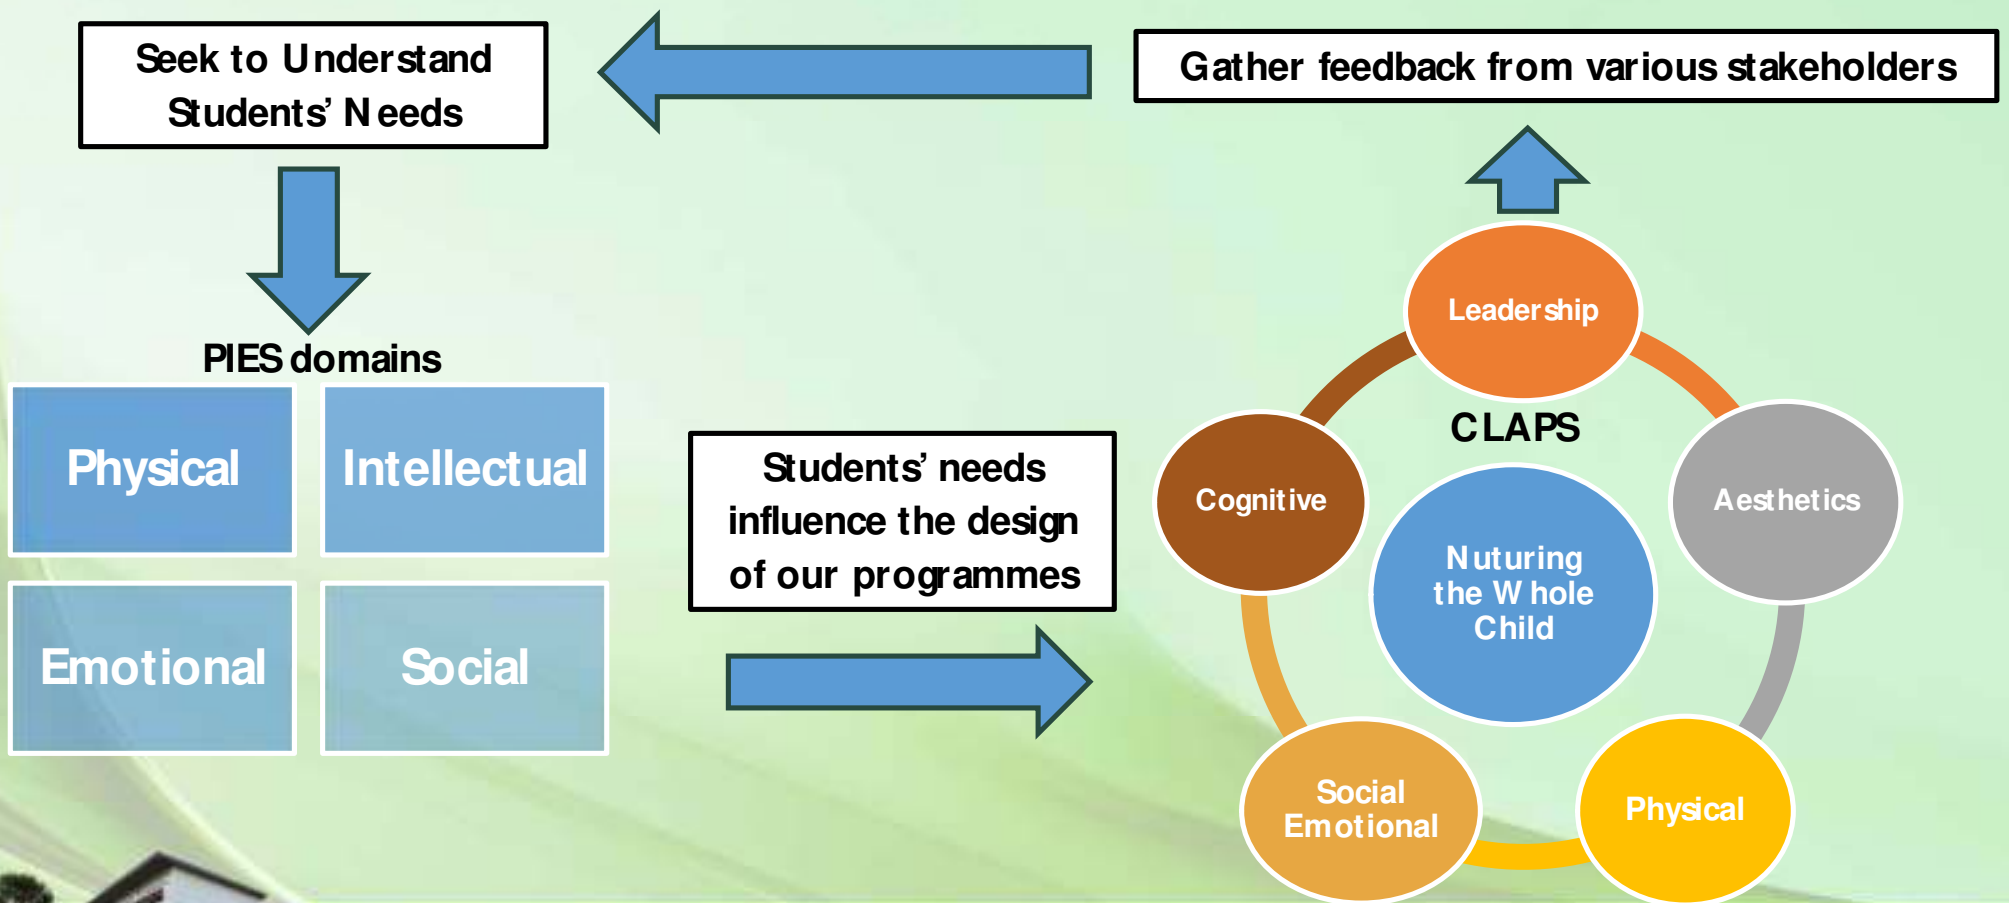 Seek to Understand
Students’ Needs
Gather feedback from various stakeholders
PIES domains
Physical
Intellectual
Emotional
Social
Students’ needs
influence the design
of our programmes
Leadership
CLAPS
Cognitive
Aesthetics
Nuturing
the Whole
Child
Social
Emotional
Physical